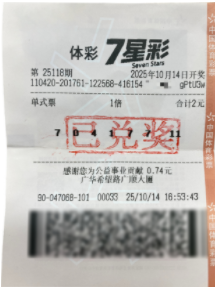 体彩 7星彩
Seven Stars
第 25118期 2025年10月14日开奖
110420-201761-122568-416154 gPtU3w
单式票 1倍 合计2元
7 0 4 1 7 7 11
已兑奖
感谢您为公益事业贡献 0.74元
广华希望路广顺大厦
90-047068-101 00033 25/10/14 16:53:43